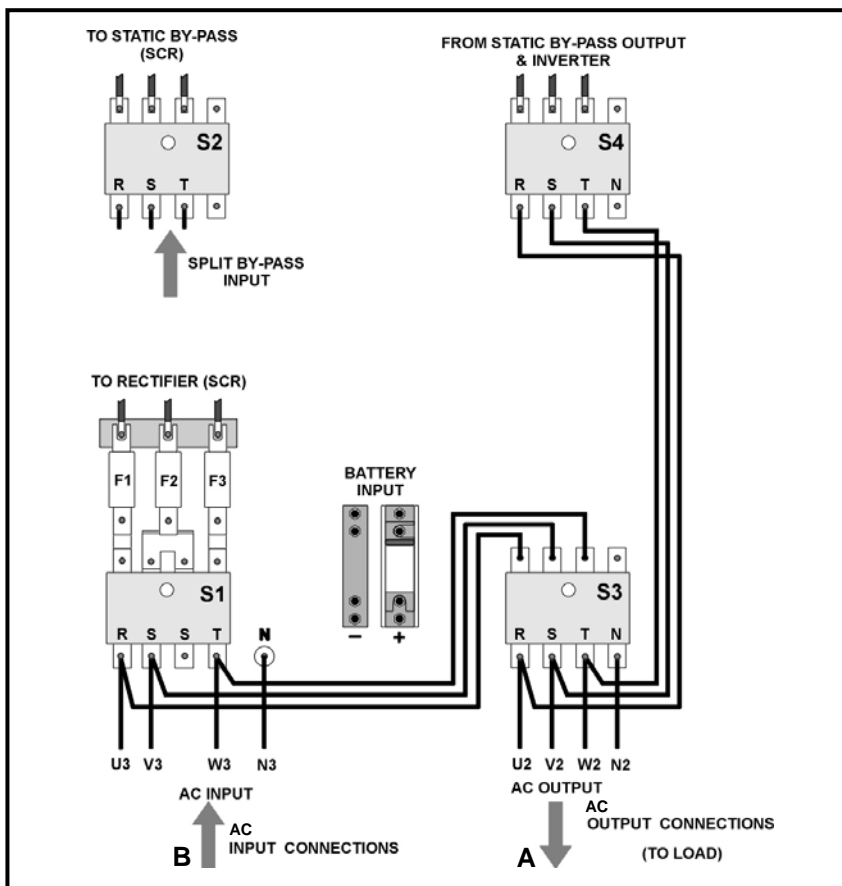 TO STATIC BY-PASS
(SCR)
S2
R S T
SPLIT BY-PASS
INPUT
FROM STATIC BY-PASS OUTPUT
& INVERTER
S4
R S T N
TO RECTIFIER (SCR)
F1 F2 F3
S1
R S S T
N
BATTERY
INPUT
− +
S3
R S T N
U3 V3 W3 N3
AC INPUT
AC
B INPUT CONNECTIONS
U2 V2 W2 N2
AC OUTPUT
AC
A OUTPUT CONNECTIONS
(TO LOAD)